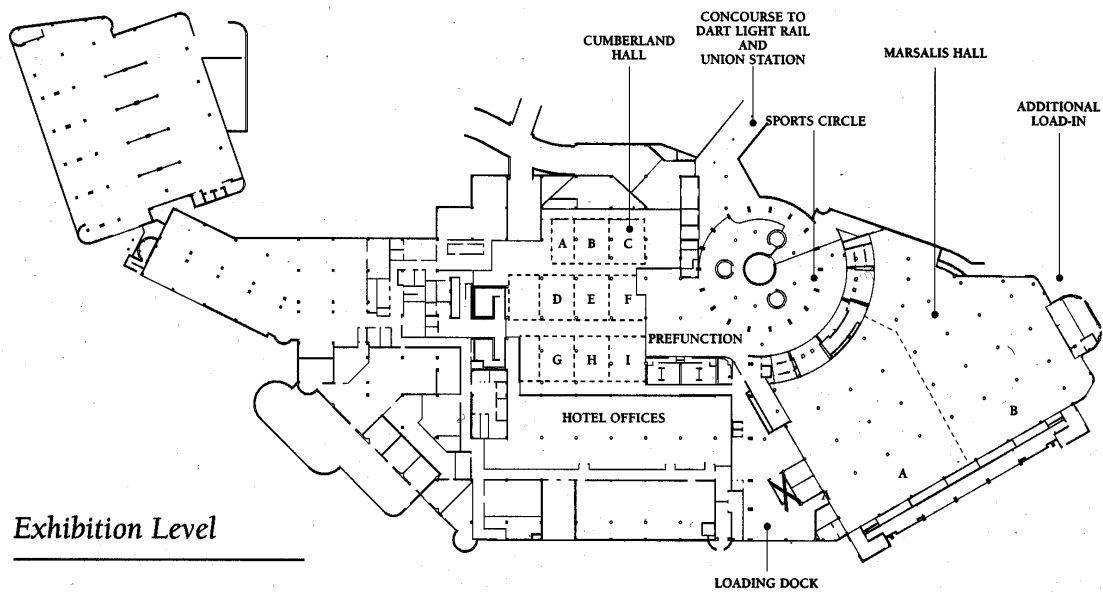 CONCOURSE TO
DART LIGHT RAIL
AND
UNION STATION
CUMBERLAND
HALL
MARSALIS HALL
ADDITIONAL
LOAD-IN
SPORTS CIRCLE
A B C
D E F
PREFUNCTION
G H I
HOTEL OFFICES
B
A
Exhibition Level
LOADING DOCK